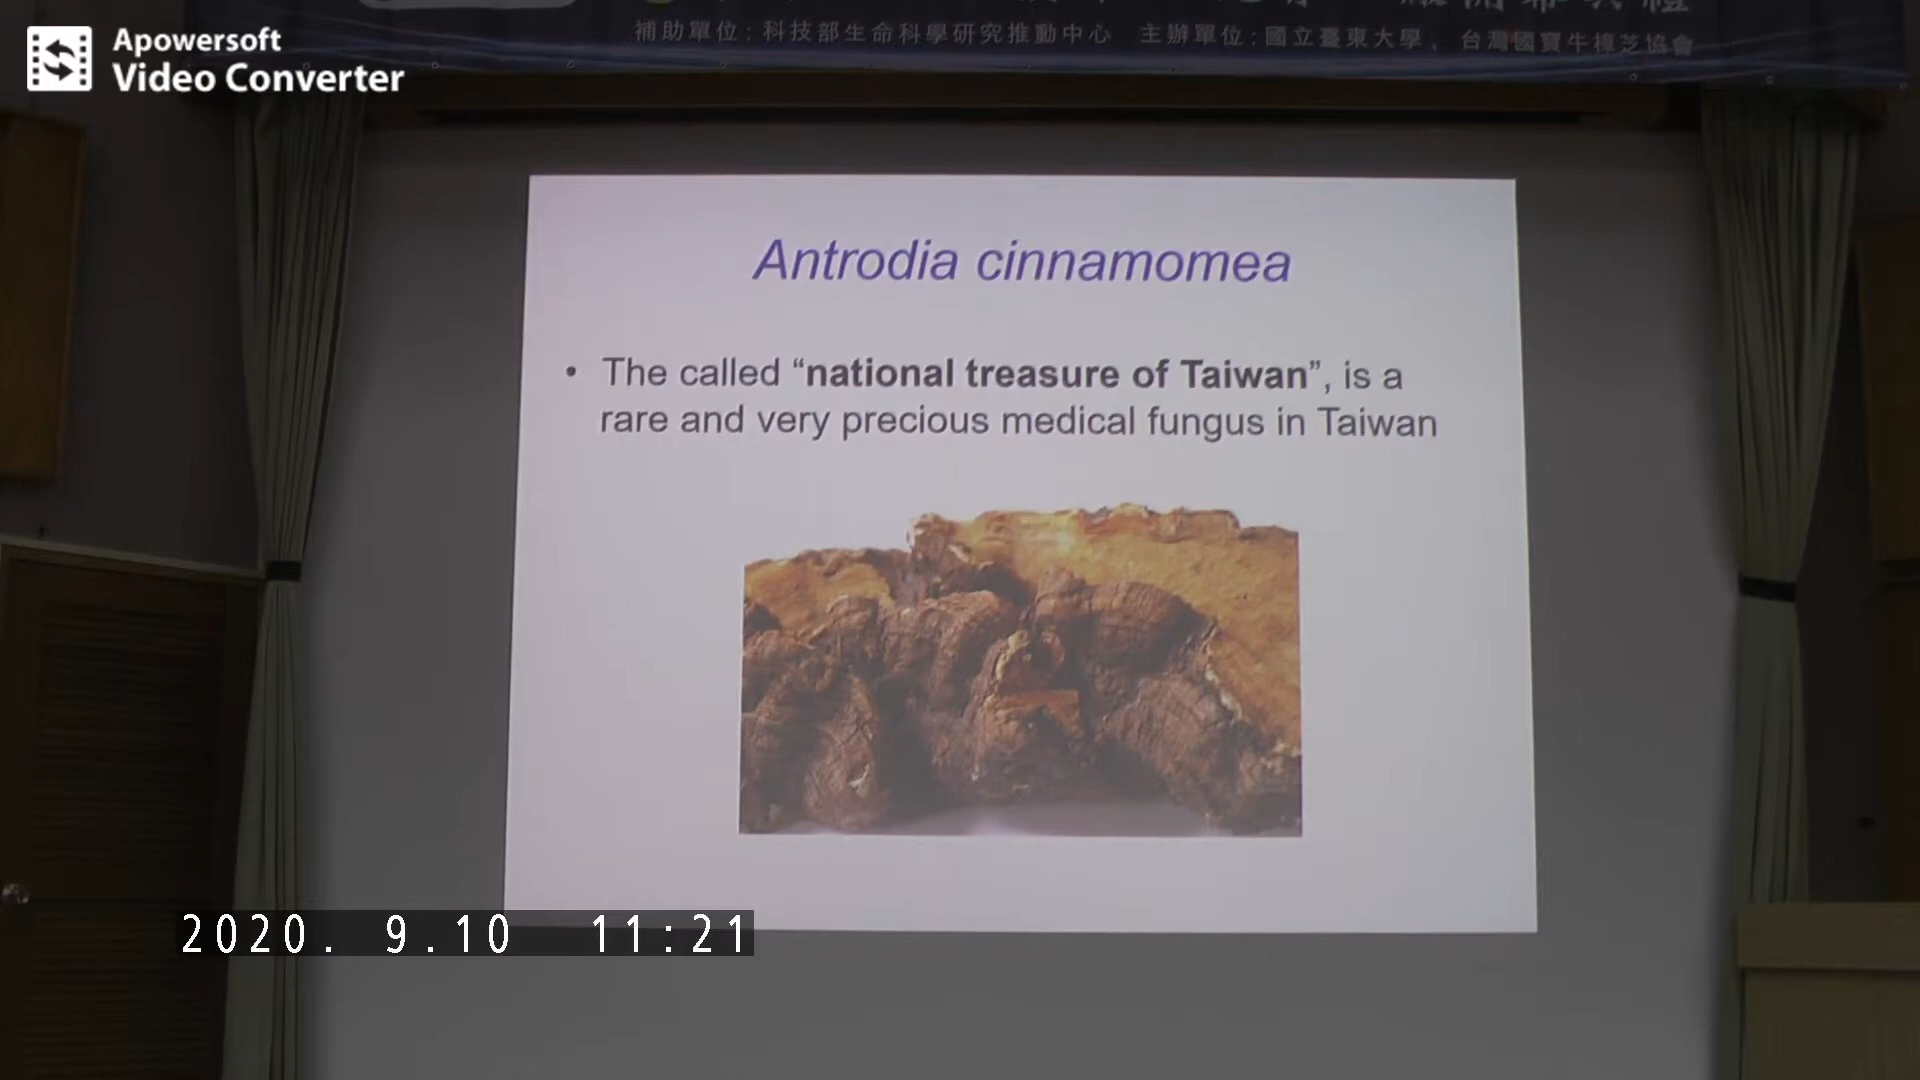 補助單位：科技部生命科學研究推動中心 主辦單位：國立臺東大學、台灣國寶牛樟芝協會
Apowersoft
Video Converter
Antrodia cinnamomea
• The called “national treasure of Taiwan”, is a
rare and very precious medical fungus in Taiwan
2020. 9.10 11:21